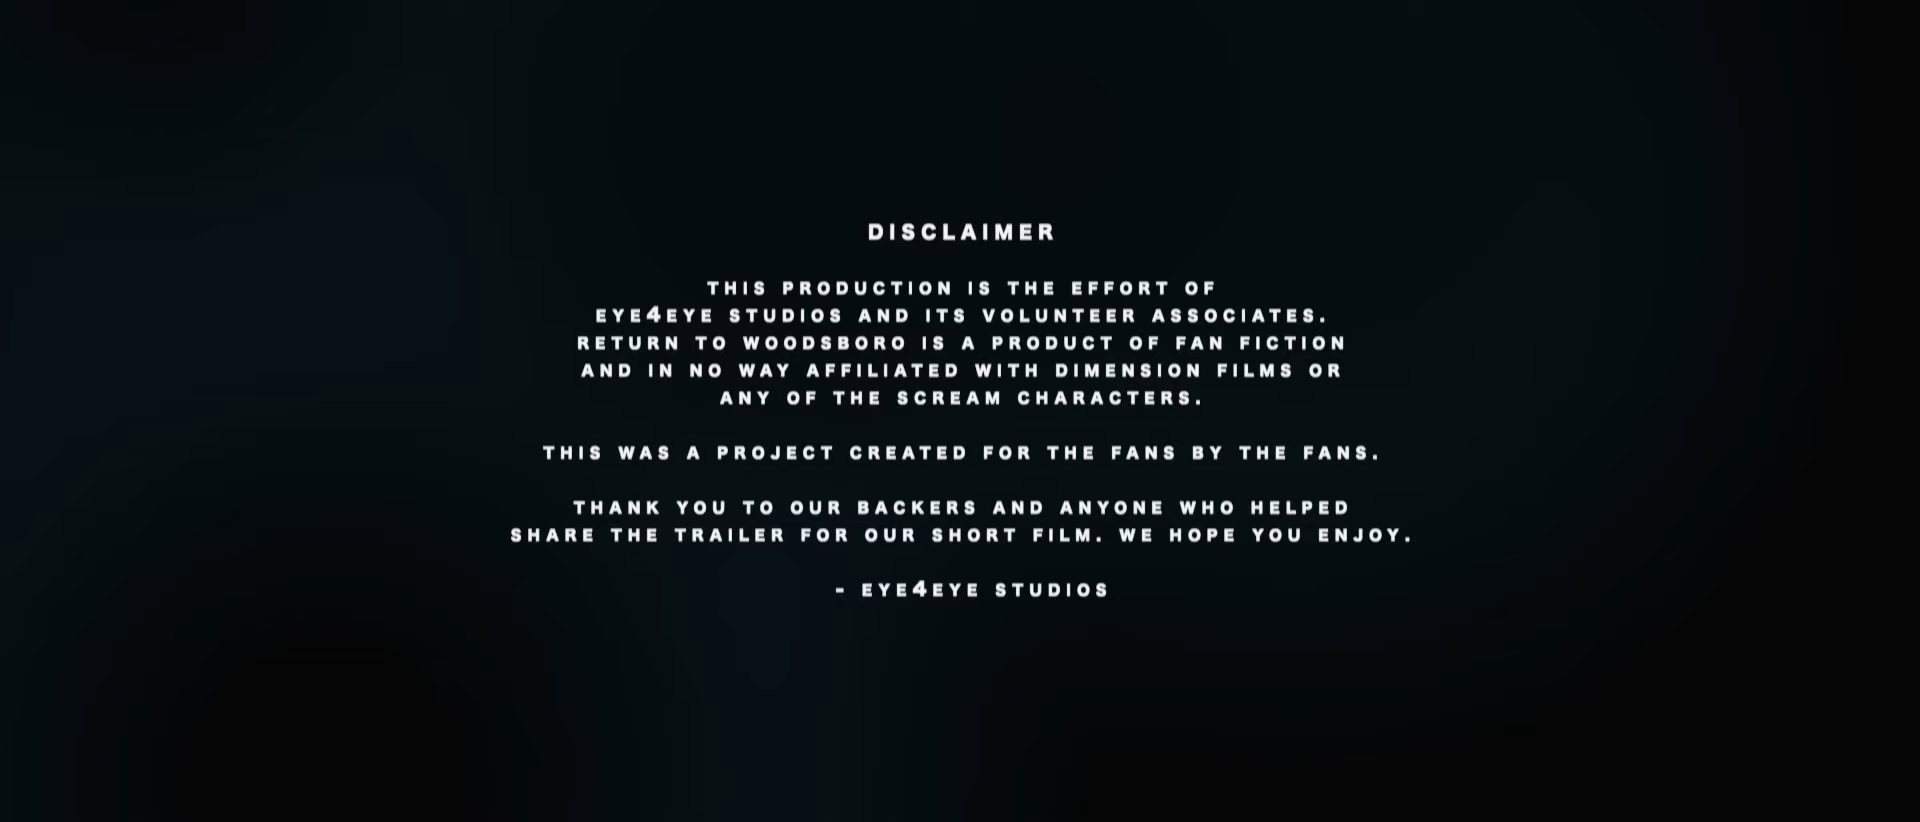 DISCLAIMER
THIS PRODUCTION IS THE EFFORT OF
EYE4EYE STUDIOS AND ITS VOLUNTEER ASSOCIATES.
RETURN TO WOODSBORO IS A PRODUCT OF FAN FICTION
AND IN NO WAY AFFILIATED WITH DIMENSION FILMS OR
ANY OF THE SCREAM CHARACTERS.
THIS WAS A PROJECT CREATED FOR THE FANS BY THE FANS.
THANK YOU TO OUR BACKERS AND ANYONE WHO HELPED
SHARE THE TRAILER FOR OUR SHORT FILM. WE HOPE YOU ENJOY.
- EYE4EYE STUDIOS